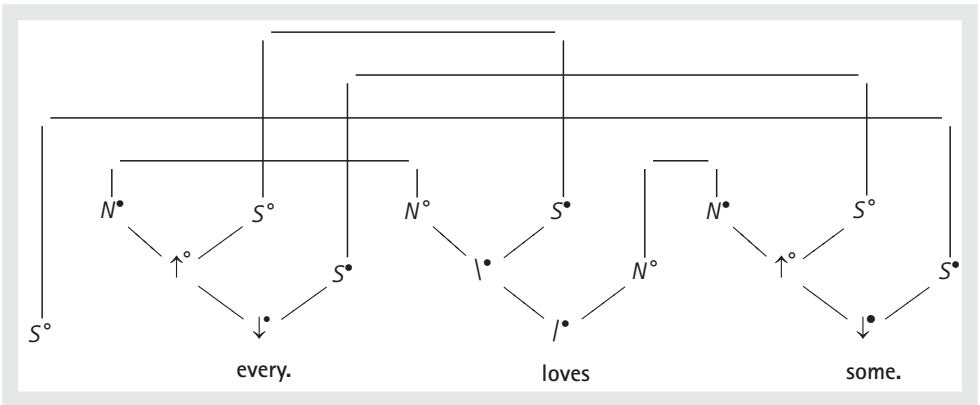 N• S° N° S• N• S°
↑° S• \• N° ↑° S•
S° ↓• /• ↓•
every. loves some.